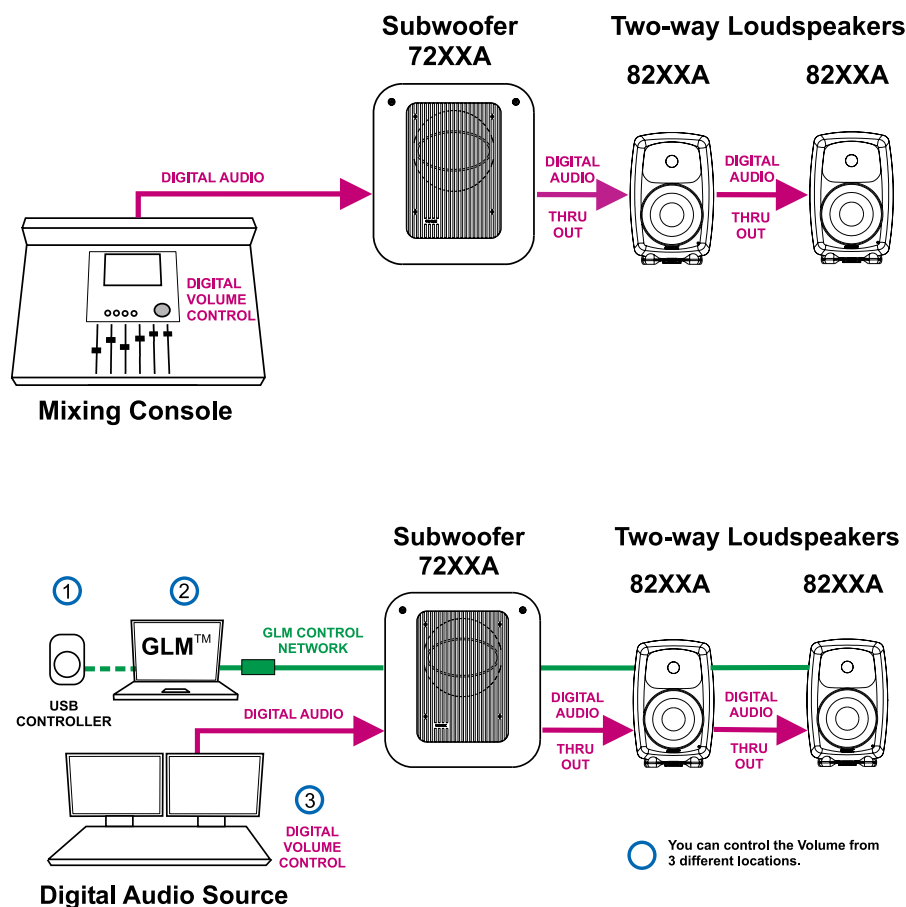 Subwoofer
72XXA
Two-way Loudspeakers
82XXA
82XXA
DIGITAL AUDIO
DIGITAL
AUDIO
THRU
OUT
DIGITAL
AUDIO
THRU
OUT
DIGITAL
VOLUME
CONTROL
Mixing Console
Subwoofer
72XXA
Two-way Loudspeakers
82XXA
82XXA
1
2
GLM™
GLM CONTROL
NETWORK
USB
CONTROLLER
DIGITAL AUDIO
DIGITAL
AUDIO
THRU
OUT
DIGITAL
AUDIO
THRU
OUT
3
DIGITAL
VOLUME
CONTROL
Digital Audio Source
You can control the Volume from
3 different locations.